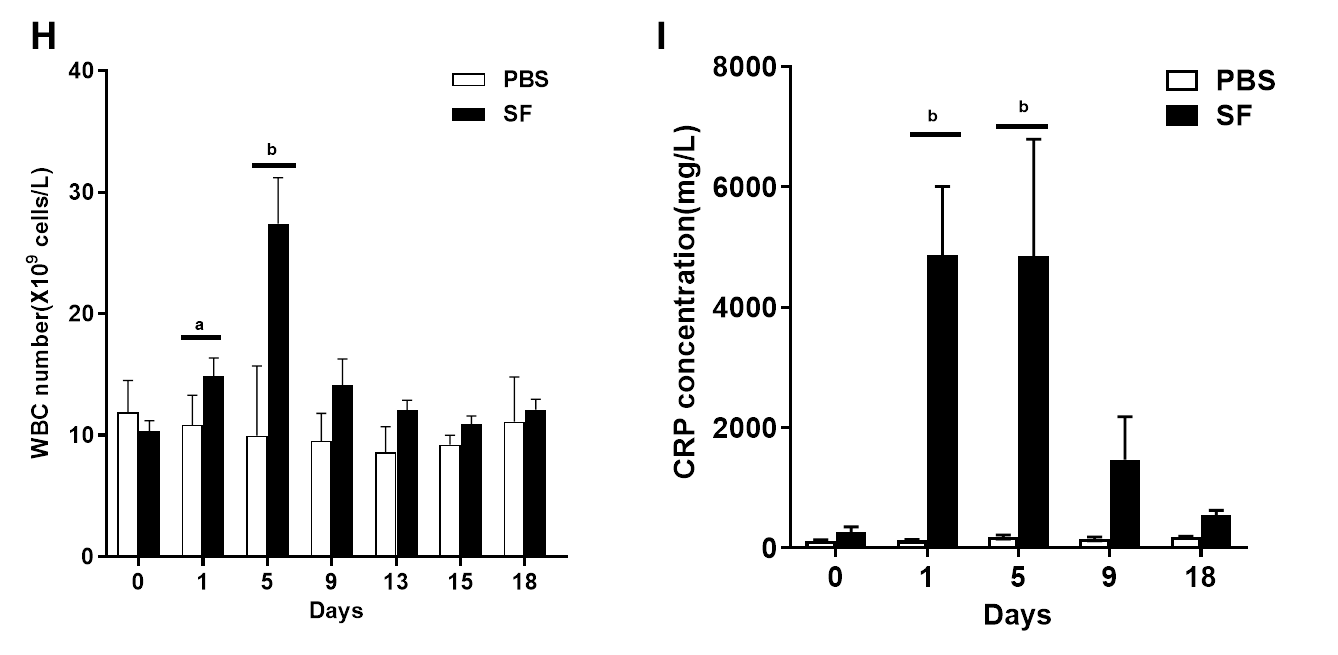 H
WBC number(X10⁹ cells/L)
40
30
20
10
0
PBS
SF
a
b
0 1 5 9 13 15 18
Days
I
CRP concentration(mg/L)
8000
6000
4000
2000
0
PBS
SF
b
b
0 1 5 9 18
Days